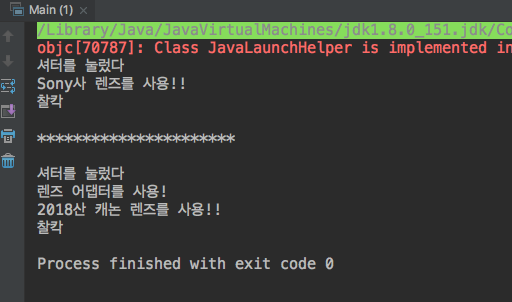 Main (1)
/Library/Java/JavaVirtualMachines/jdk1.8.0_151.jdk/Co
objc[70787]: Class JavaLaunchHelper is implemented in
셔터를 눌렀다
Sony사 렌즈를 사용!!
찰칵
**********************
셔터를 눌렀다
렌즈 어댑터를 사용!
2018산 캐논 렌즈를 사용!!
찰칵
Process finished with exit code 0